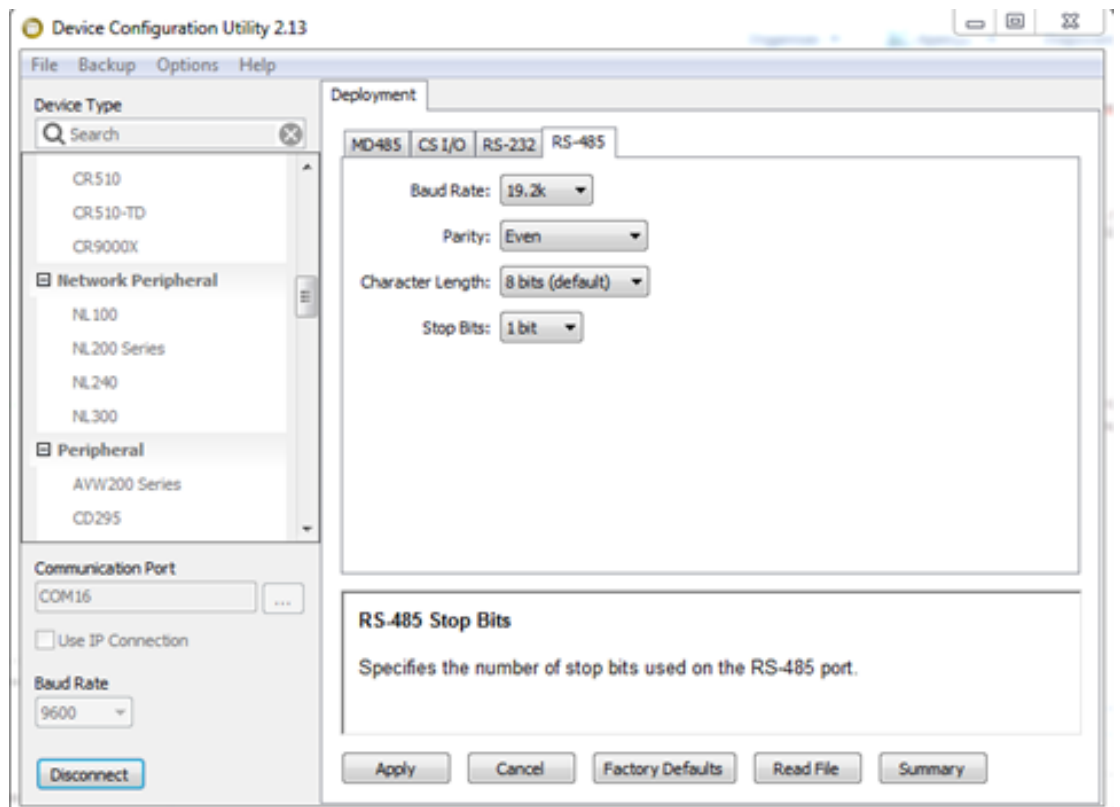 Device Configuration Utility 2.13
File Backup Options Help
Device Type
Search
CR510
CR510-TD
CR9000X
Network Peripheral
NL100
NL200 Series
NL240
NL300
Peripheral
AVW200 Series
CD295
Communication Port
COM16
...
Use IP Connection
Baud Rate
9600
Disconnect
Deployment
MD485 CS I/O RS-232 RS-485
Baud Rate: 19.2k
Parity: Even
Character Length: 8 bits (default)
Stop Bits: 1 bit
RS-485 Stop Bits
Specifies the number of stop bits used on the RS-485 port.
Apply Cancel Factory Defaults Read File Summary